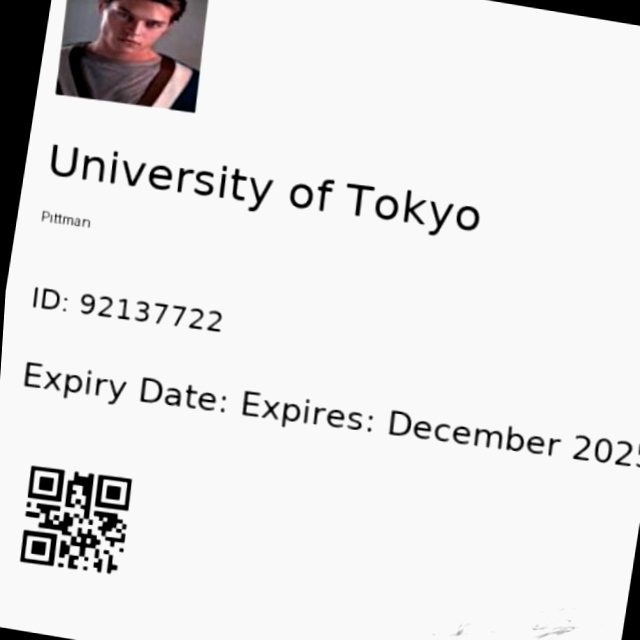 University of Tokyo
Pittman
ID: 92137722
Expiry Date: Expires: December 2025